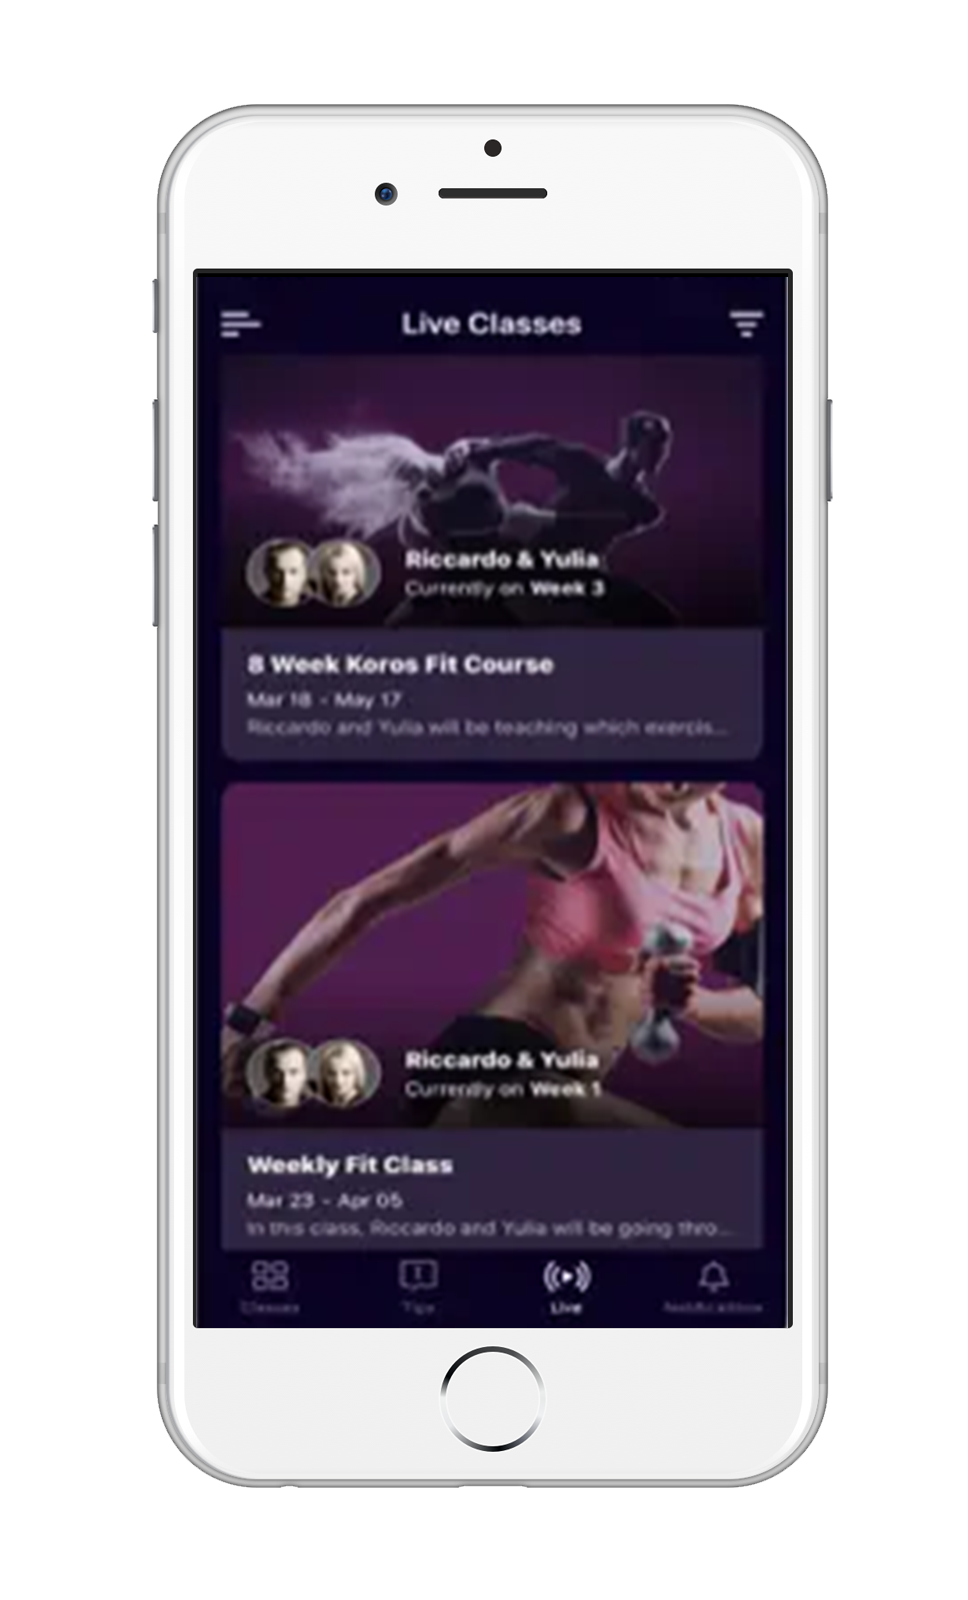 Live Classes
Riccardo & Yulia
Currently on Week 3
8 Week Koros Fit Course
Mar 18 - May 17
Riccardo and Yulia will be teaching which exercis...
Riccardo & Yulia
Currently on Week 1
Weekly Fit Class
Mar 23 - Apr 05
In this class, Riccardo and Yulia will be going thro...
Classes
Tips
Live
Notifications